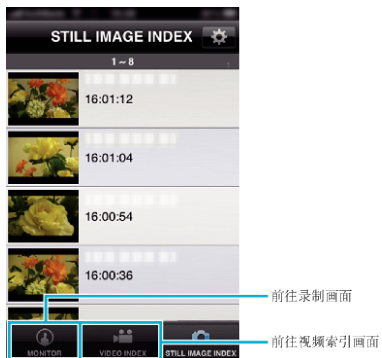 STILL IMAGE INDEX
1~8
16:01:12
16:01:04
16:00:54
16:00:36
前往录制画面
前往视频索引画面
MONITOR
VIDEO INDEX
STILL IMAGE INDEX